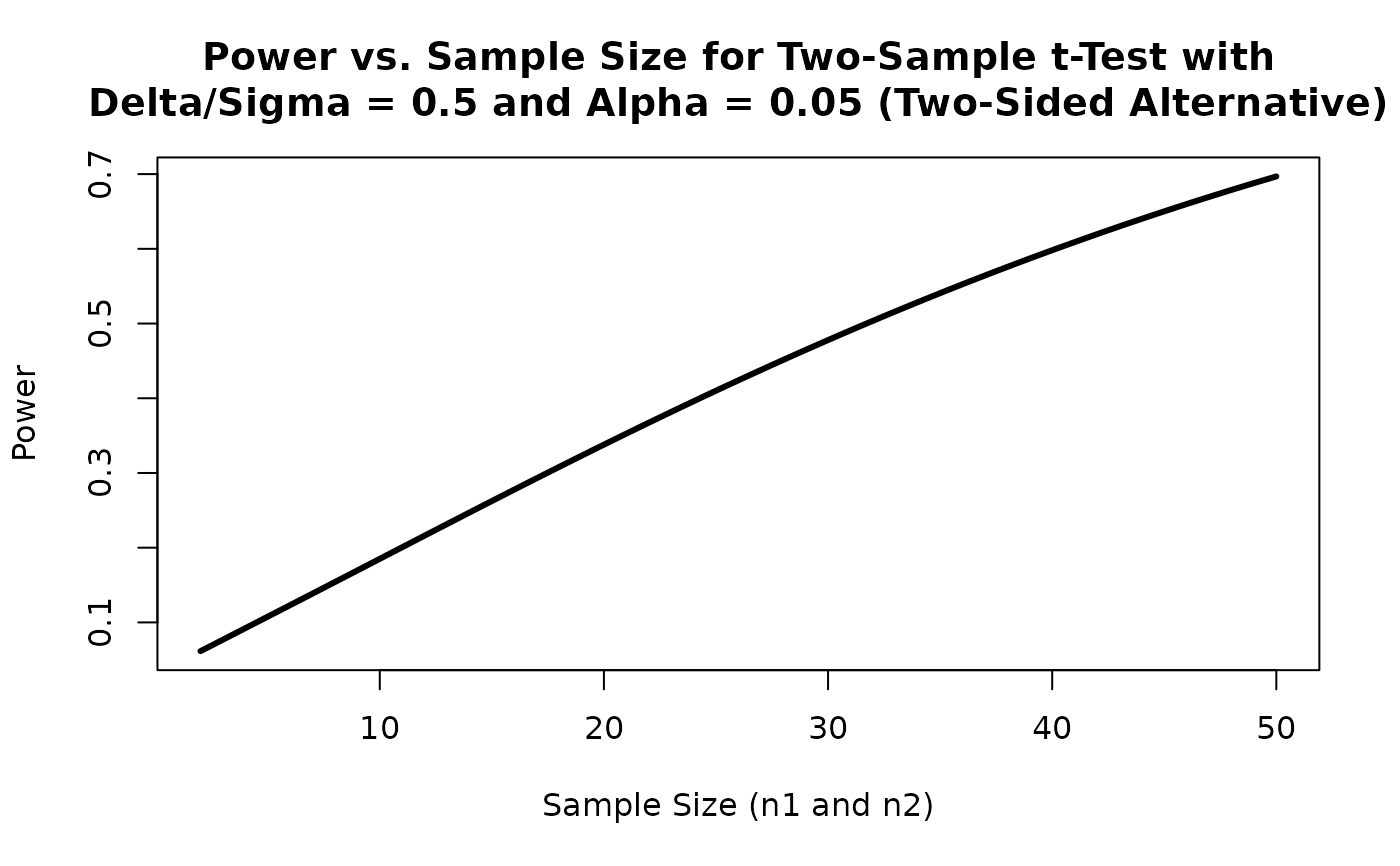 Power vs. Sample Size for Two-Sample t-Test with
Delta/Sigma = 0.5 and Alpha = 0.05 (Two-Sided Alternative)
0.7
0.5
0.3
0.1
Power
10 20 30 40 50
Sample Size (n1 and n2)